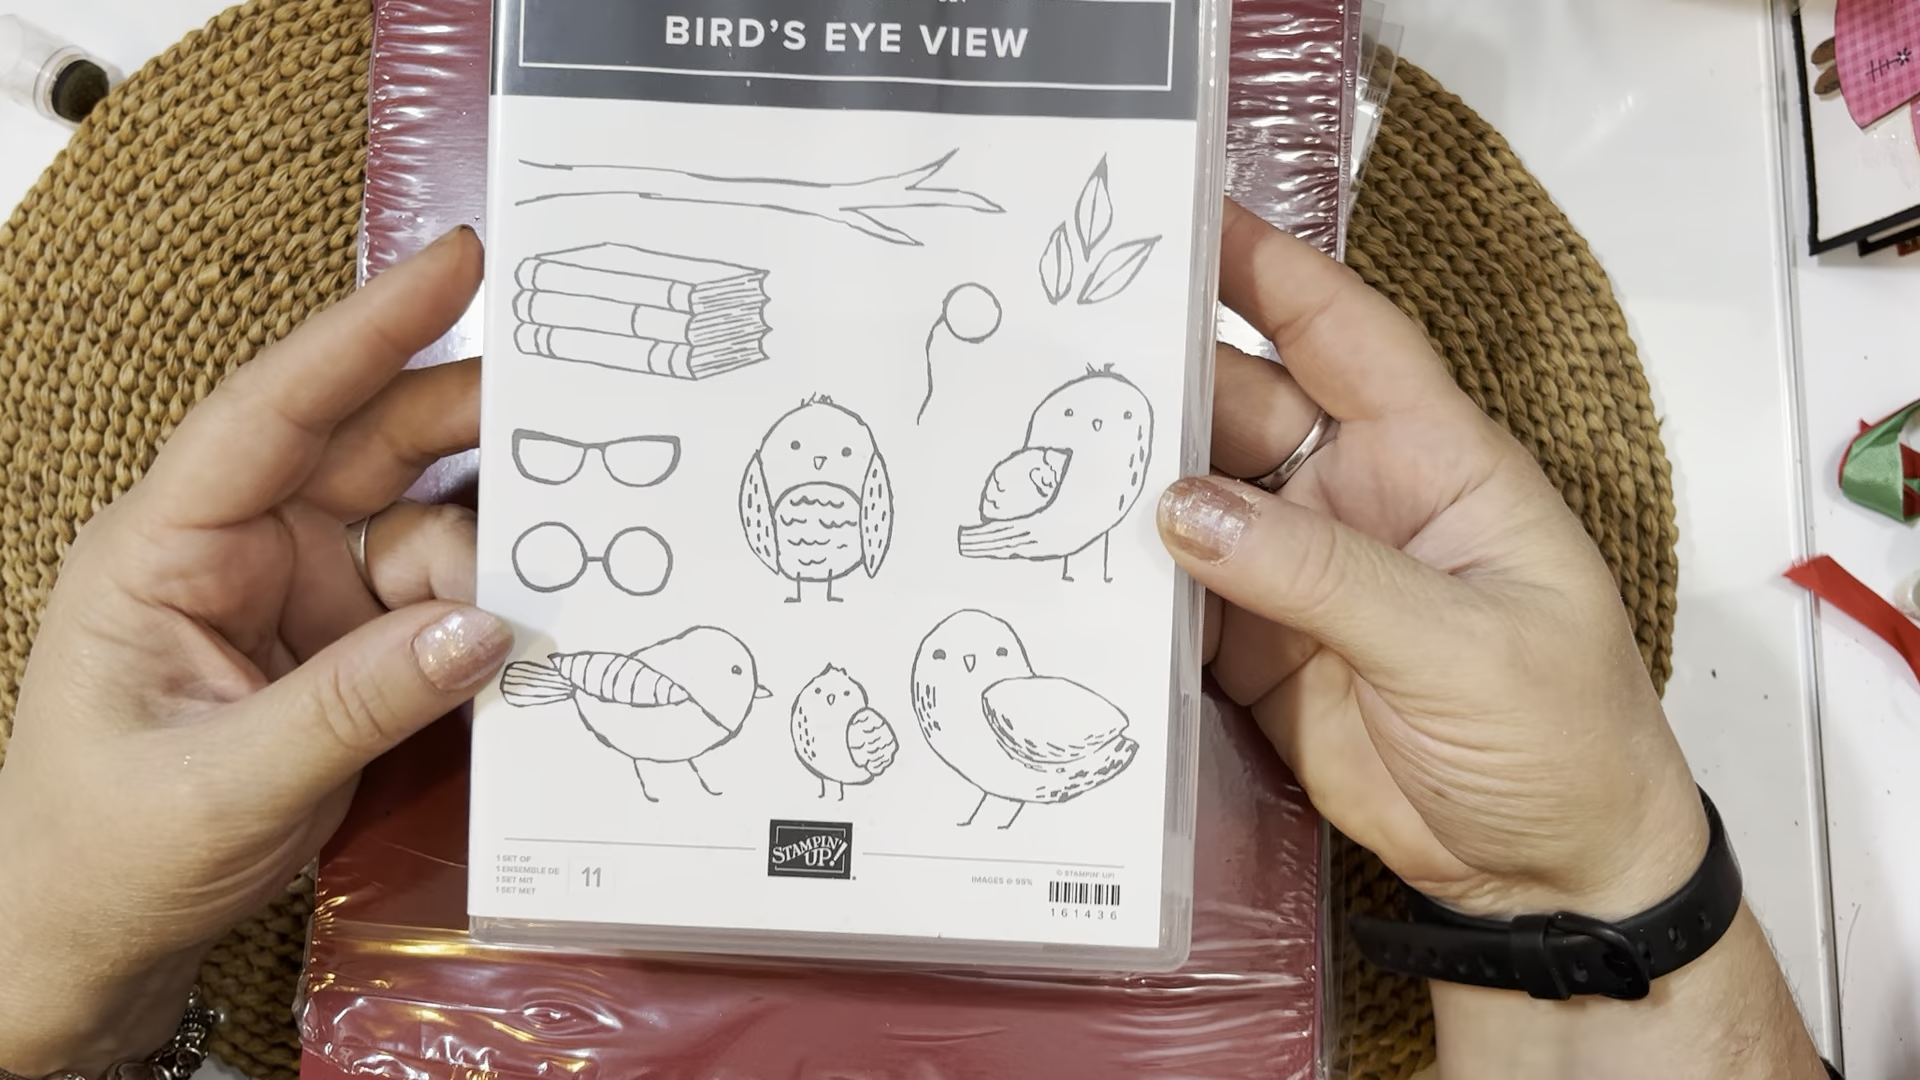 BIRD'S EYE VIEW
STAMPIN'
UP!
1 SET OF
1 ENSEMBLE DE
1 SET MIT
1 SET MET
11
IMAGES @ 99%
© STAMPIN' UP!
161436